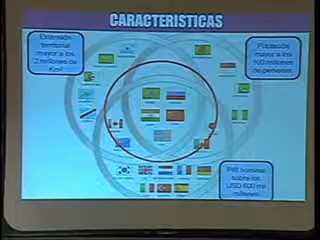 CARACTERISTICAS
Extensión
territorial
mayor a los
2 millones de
Km²
Población
mayor a los
100 millones
de personas
PIB nominal
sobre los
USD 600 mil
millones